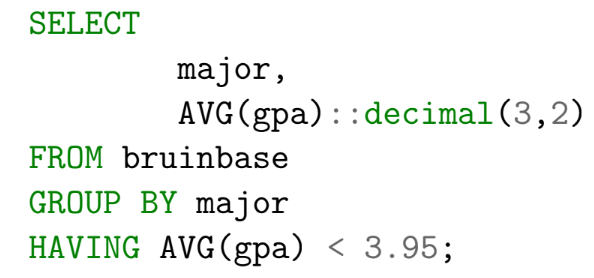 SELECT
major,
AVG(gpa)::decimal(3,2)
FROM bruinbase
GROUP BY major
HAVING AVG(gpa) < 3.95;